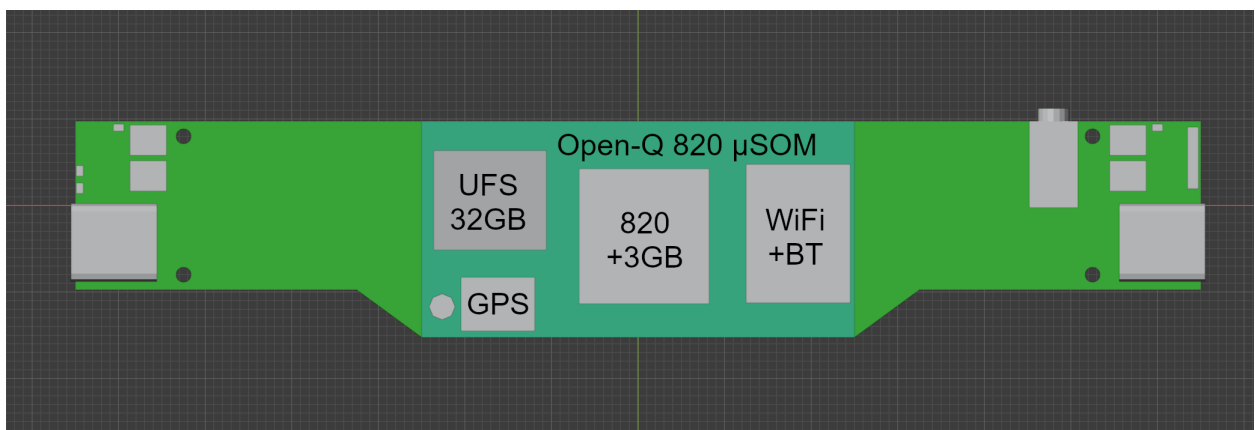 Open-Q 820 µSOM
UFS
32GB
820
+3GB
WiFi
+BT
GPS